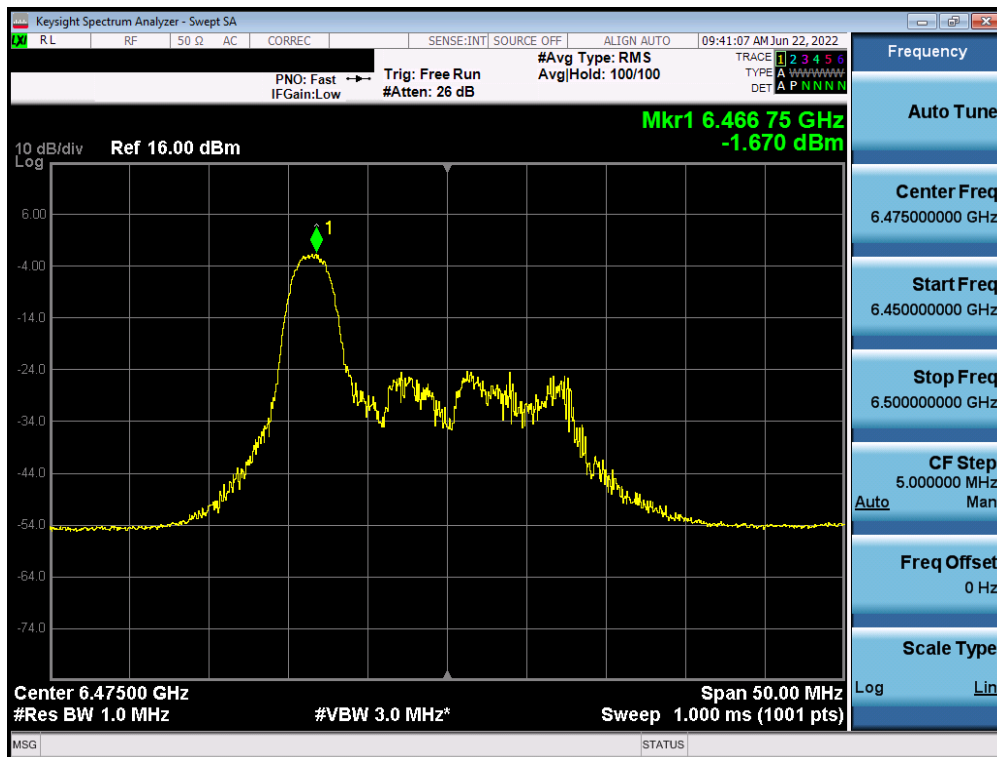 Keysight Spectrum Analyzer - Swept SA
LXI RL RF 50 Ω AC CORREC SENSE:INT SOURCE OFF ALIGN AUTO 09:41:07 AM Jun 22, 2022
PNO: Fast
IFGain:Low
Trig: Free Run
#Atten: 26 dB
#Avg Type: RMS
Avg|Hold: 100/100
TRACE 1 2 3 4 5 6
TYPE A WWWWW
DET A P N N N N
Mkr1 6.466 75 GHz
-1.670 dBm
10 dB/div Ref 16.00 dBm
Log
6.00
1
-4.00
-14.0
-24.0
-34.0
-44.0
-54.0
-64.0
-74.0
Center 6.47500 GHz Span 50.00 MHz
#Res BW 1.0 MHz #VBW 3.0 MHz* Sweep 1.000 ms (1001 pts)
MSG STATUS
Frequency
Auto Tune
Center Freq
6.475000000 GHz
Start Freq
6.450000000 GHz
Stop Freq
6.500000000 GHz
CF Step
5.000000 MHz
Auto Man
Freq Offset
0 Hz
Scale Type
Log Lin